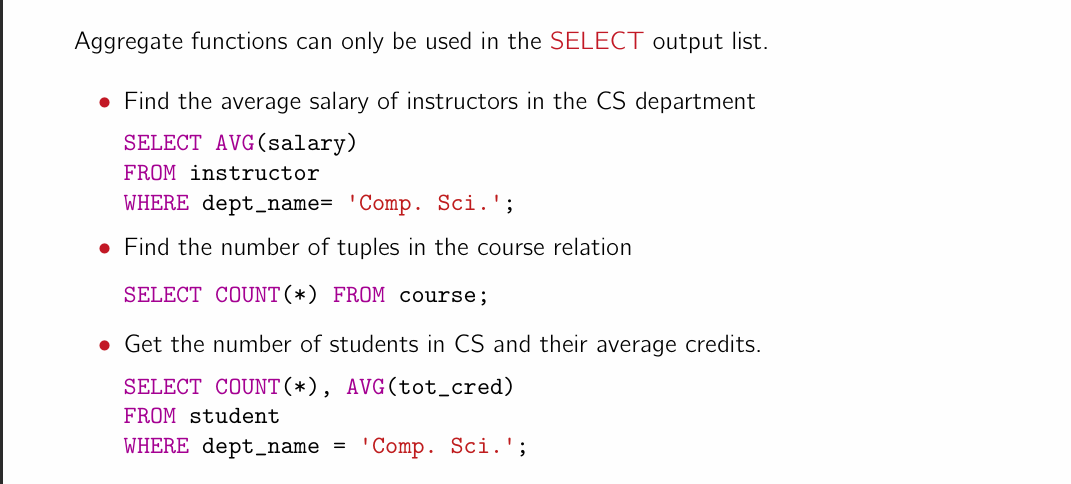 Aggregate functions can only be used in the SELECT output list.
• Find the average salary of instructors in the CS department
SELECT AVG(salary)
FROM instructor
WHERE dept_name= 'Comp. Sci.';
• Find the number of tuples in the course relation
SELECT COUNT(*) FROM course;
• Get the number of students in CS and their average credits.
SELECT COUNT(*), AVG(tot_cred)
FROM student
WHERE dept_name = 'Comp. Sci.';